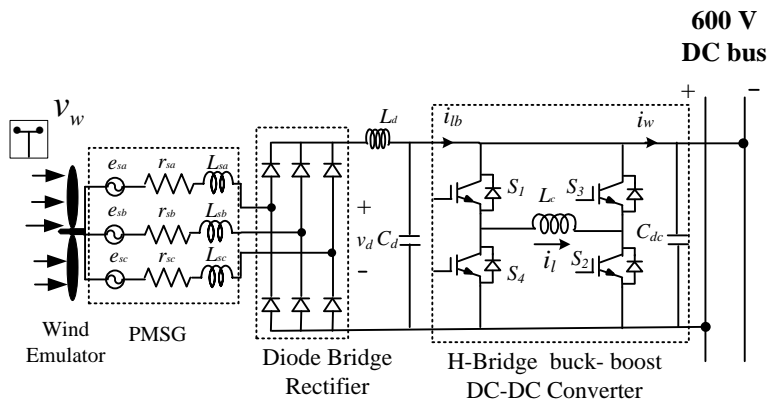 600 V
DC bus
+
−
v_w
e_sa
r_sa
L_sa
e_sb
r_sb
L_sb
e_sc
r_sc
L_sc
L_d
+
v_d
−
C_d
i_lb
i_w
S_1
S_3
L_c
i_l
S_4
S_2
C_dc
Wind
Emulator
PMSG
Diode Bridge
Rectifier
H-Bridge buck- boost
DC-DC Converter